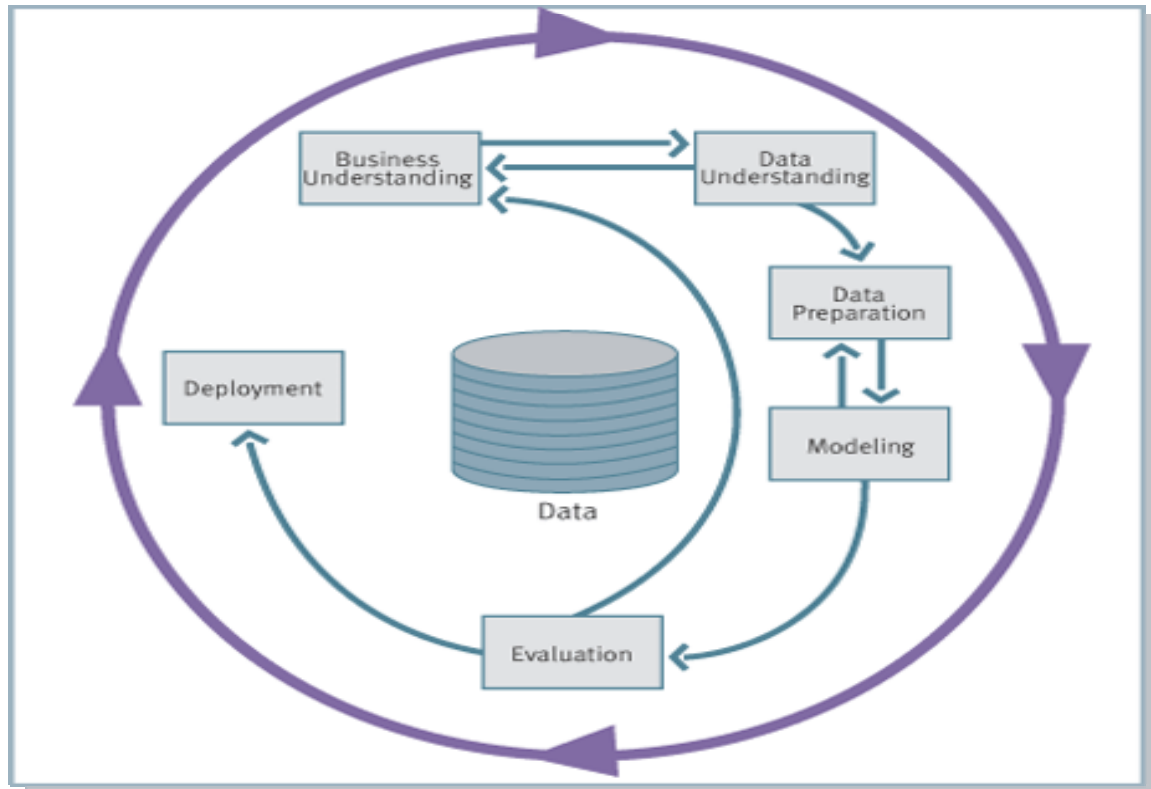 Business
Understanding
Data
Understanding
Data
Preparation
Deployment
Modeling
Data
Evaluation